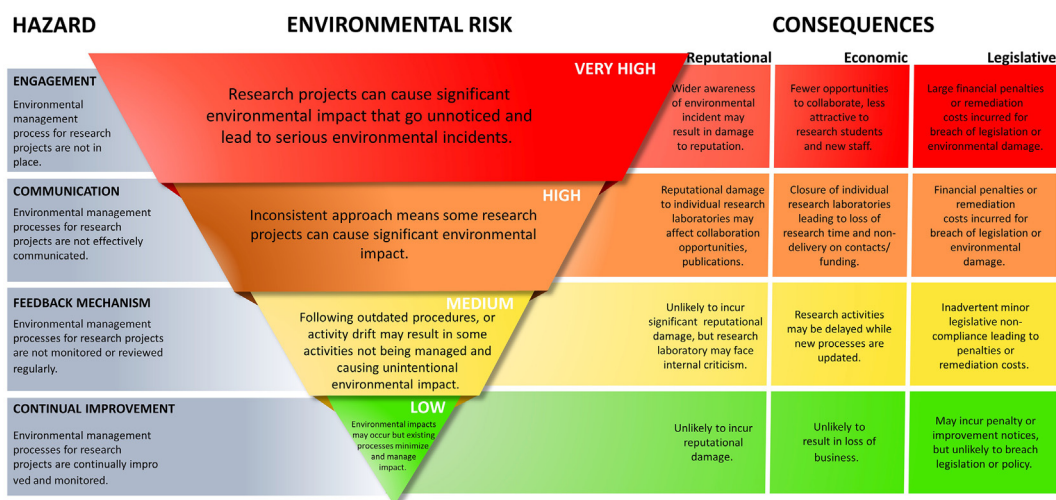 HAZARD
ENVIRONMENTAL RISK
CONSEQUENCES
Reputational
Economic
Legislative
ENGAGEMENT
Environmental
management
process for research
projects are not in
place.
VERY HIGH
Research projects can cause significant
environmental impact that go unnoticed and
lead to serious environmental incidents.
Wider awareness
of environmental
incident may
result in damage
to reputation.
Fewer opportunities
to collaborate, less
attractive to
research students
and new staff.
Large financial penalties
or remediation
costs incurred for
breach of legislation or
environmental damage.
COMMUNICATION
Environmental management
processes for research
projects are not effectively
communicated.
HIGH
Inconsistent approach means some research
projects can cause significant environmental
impact.
Reputational damage
to individual research
laboratories may
affect collaboration
opportunities,
publications.
Closure of individual
research laboratories
leading to loss of
research time and non-
delivery on contacts/
funding.
Financial penalties or
remediation
costs incurred for
breach of legislation or
environmental
damage.
FEEDBACK MECHANISM
Environmental management
processes for research projects
are not monitored or reviewed
regularly.
MEDIUM
Following outdated procedures, or
activity drift may result in some
activities not being managed and
causing unintentional
environmental impact.
Unlikely to incur
significant reputational
damage, but research
laboratory may face
internal criticism.
Research activities
may be delayed while
new processes are
updated.
Inadvertent minor
legislative non-
compliance leading to
penalties or
remediation costs.
CONTINUAL IMPROVEMENT
Environmental management
processes for research
projects are continually impro
ved and monitored.
LOW
Environmental impacts
may occur but existing
processes minimize
and manage
impact.
Unlikely to incur
reputational
damage.
Unlikely to
result in loss of
business.
May incur penalty or
improvement notices,
but unlikely to breach
legislation or policy.